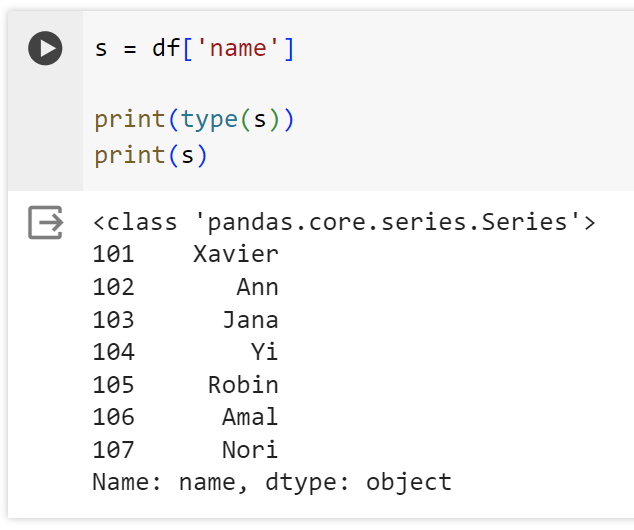 s = df['name']
print(type(s))
print(s)
<class 'pandas.core.series.Series'>
101    Xavier
102       Ann
103      Jana
104        Yi
105     Robin
106      Amal
107      Nori
Name: name, dtype: object